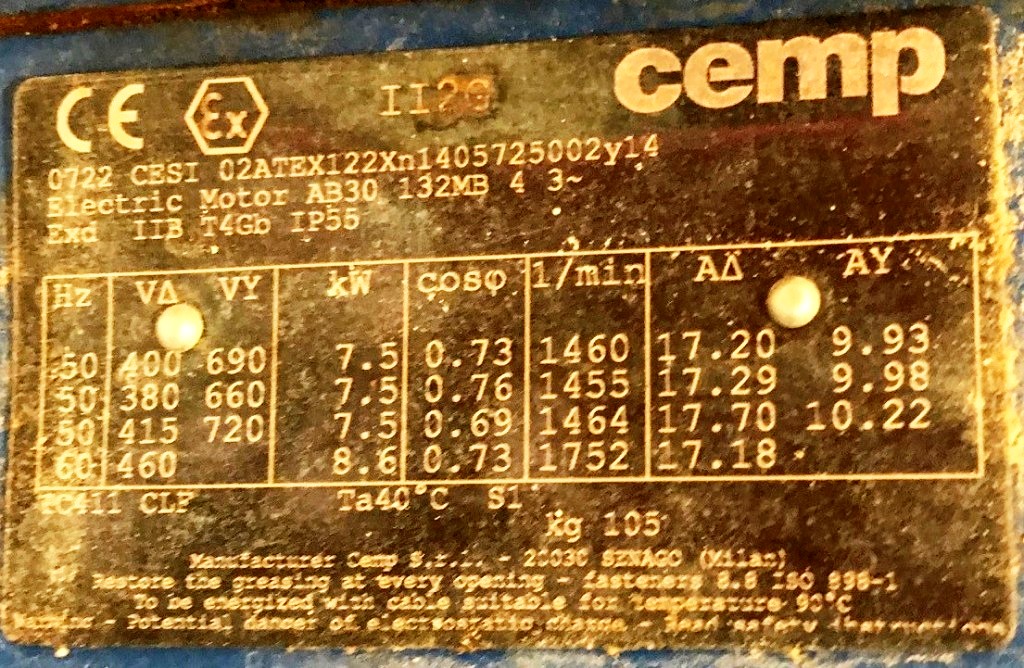 cemp
CE Ex II2G
0722 CESI 02ATEX122Xn1405725002y14
Electric Motor AB30 132MB 4 3~
Exd IIB T4Gb IP55
Hz VΔ VY kW cosφ 1/min AΔ AY
50 400 690 7.5 0.73 1460 17.20 9.93
50 380 660 7.5 0.76 1455 17.29 9.98
50 415 720 7.5 0.69 1464 17.70 10.22
60 460 8.6 0.73 1752 17.18
IC411 CLF Ta40°C S1
kg 105
Manufacturer Cemp S.r.l. - 20030 SENAGO (Milan)
Restore the greasing at every opening - fasteners 8.8 ISO 898-1
To be energized with cable suitable for temperature 90°C
Warning - Potential danger of electrostatic charge - Read safety instructions